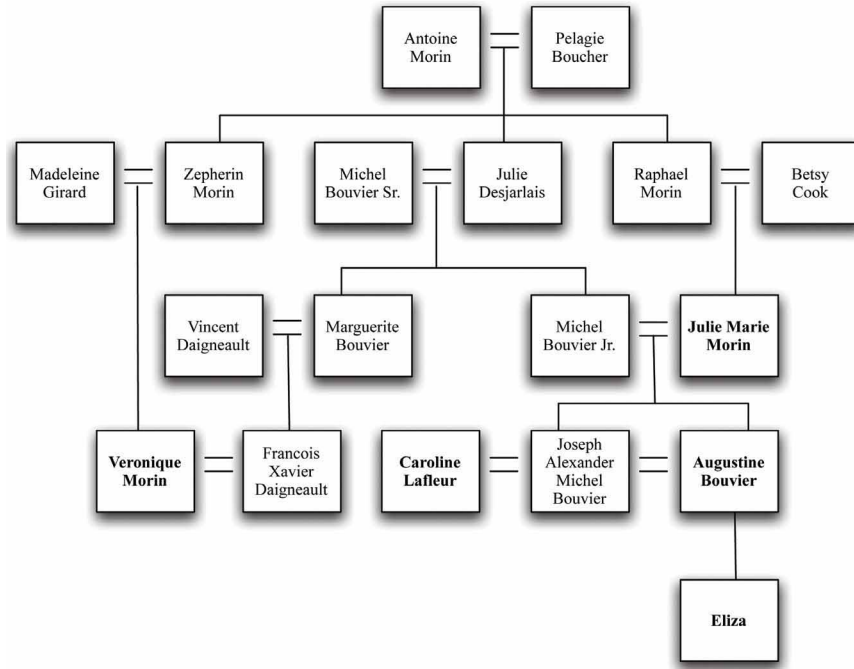 Antoine
Morin
Pelagie
Boucher
Madeleine
Girard
Zepherin
Morin
Michel
Bouvier Sr.
Julie
Desjarlais
Raphael
Morin
Betsy
Cook
Vincent
Daigneault
Marguerite
Bouvier
Michel
Bouvier Jr.
Julie Marie
Morin
Veronique
Morin
Francois
Xavier
Daigneault
Caroline
Lafleur
Joseph
Alexander
Michel
Bouvier
Augustine
Bouvier
Eliza